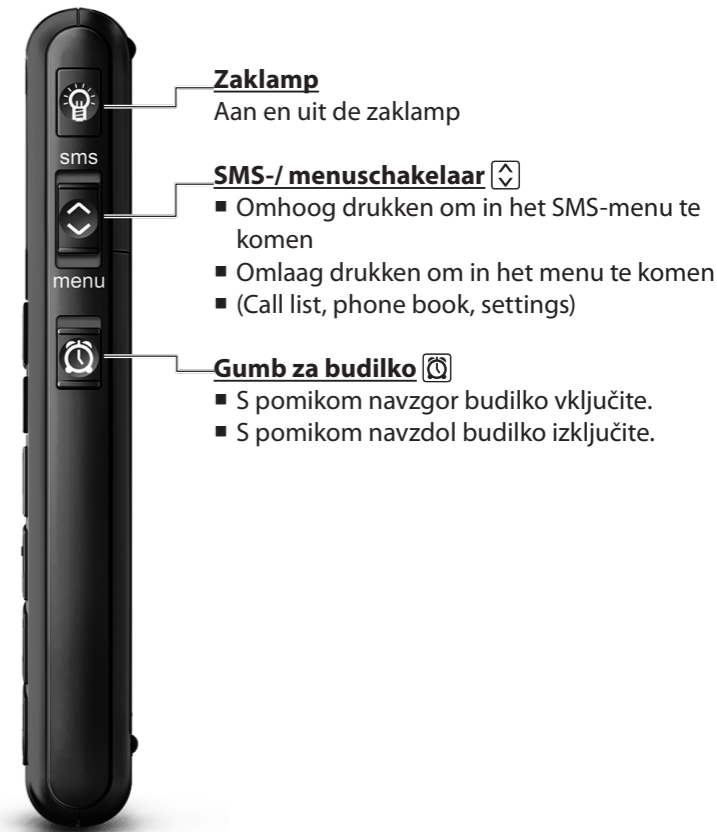 Zaklamp
Aan en uit de zaklamp
sms
SMS-/ menuschakelaar
■ Omhoog drukken om in het SMS-menu te
komen
■ Omlaag drukken om in het menu te komen
menu
■ (Call list, phone book, settings)
Gumb za budilko
■ S pomikom navzgor budilko vključite.
■ S pomikom navzdol budilko izključite.